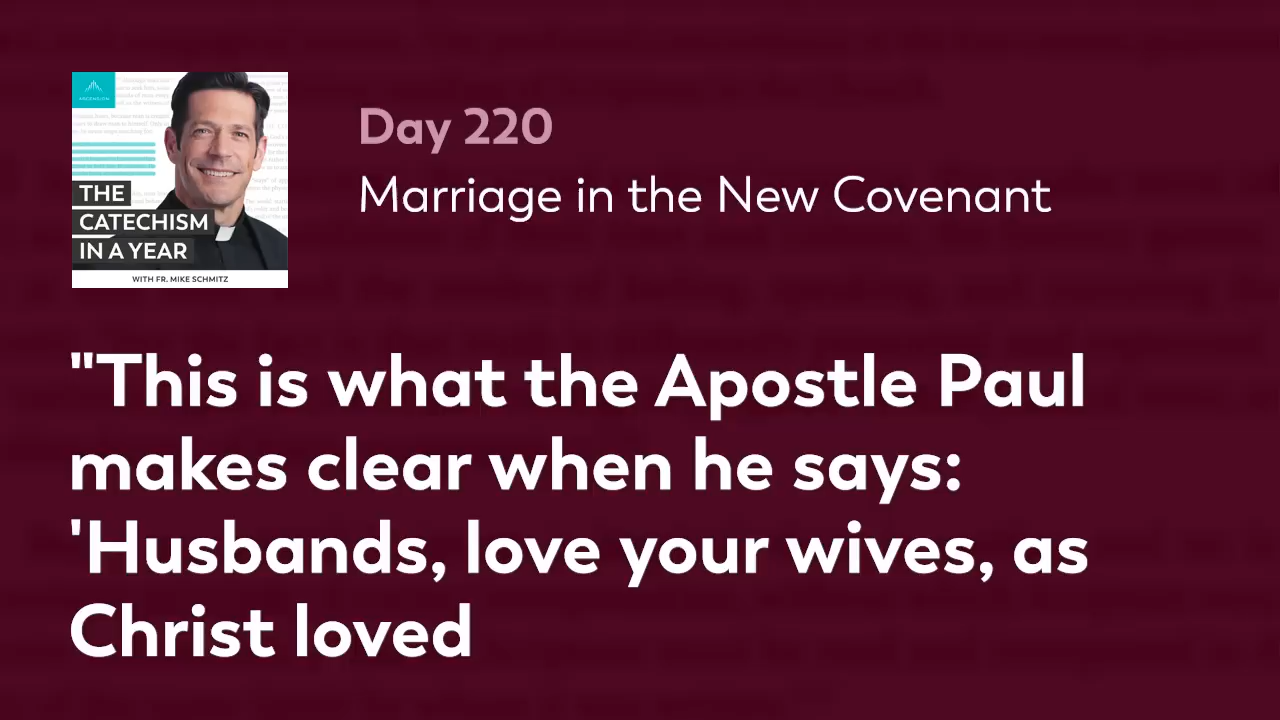 ASCENSION
THE
CATECHISM
IN A YEAR
WITH FR. MIKE SCHMITZ
Day 220
Marriage in the New Covenant
"This is what the Apostle Paul
makes clear when he says:
'Husbands, love your wives, as
Christ loved